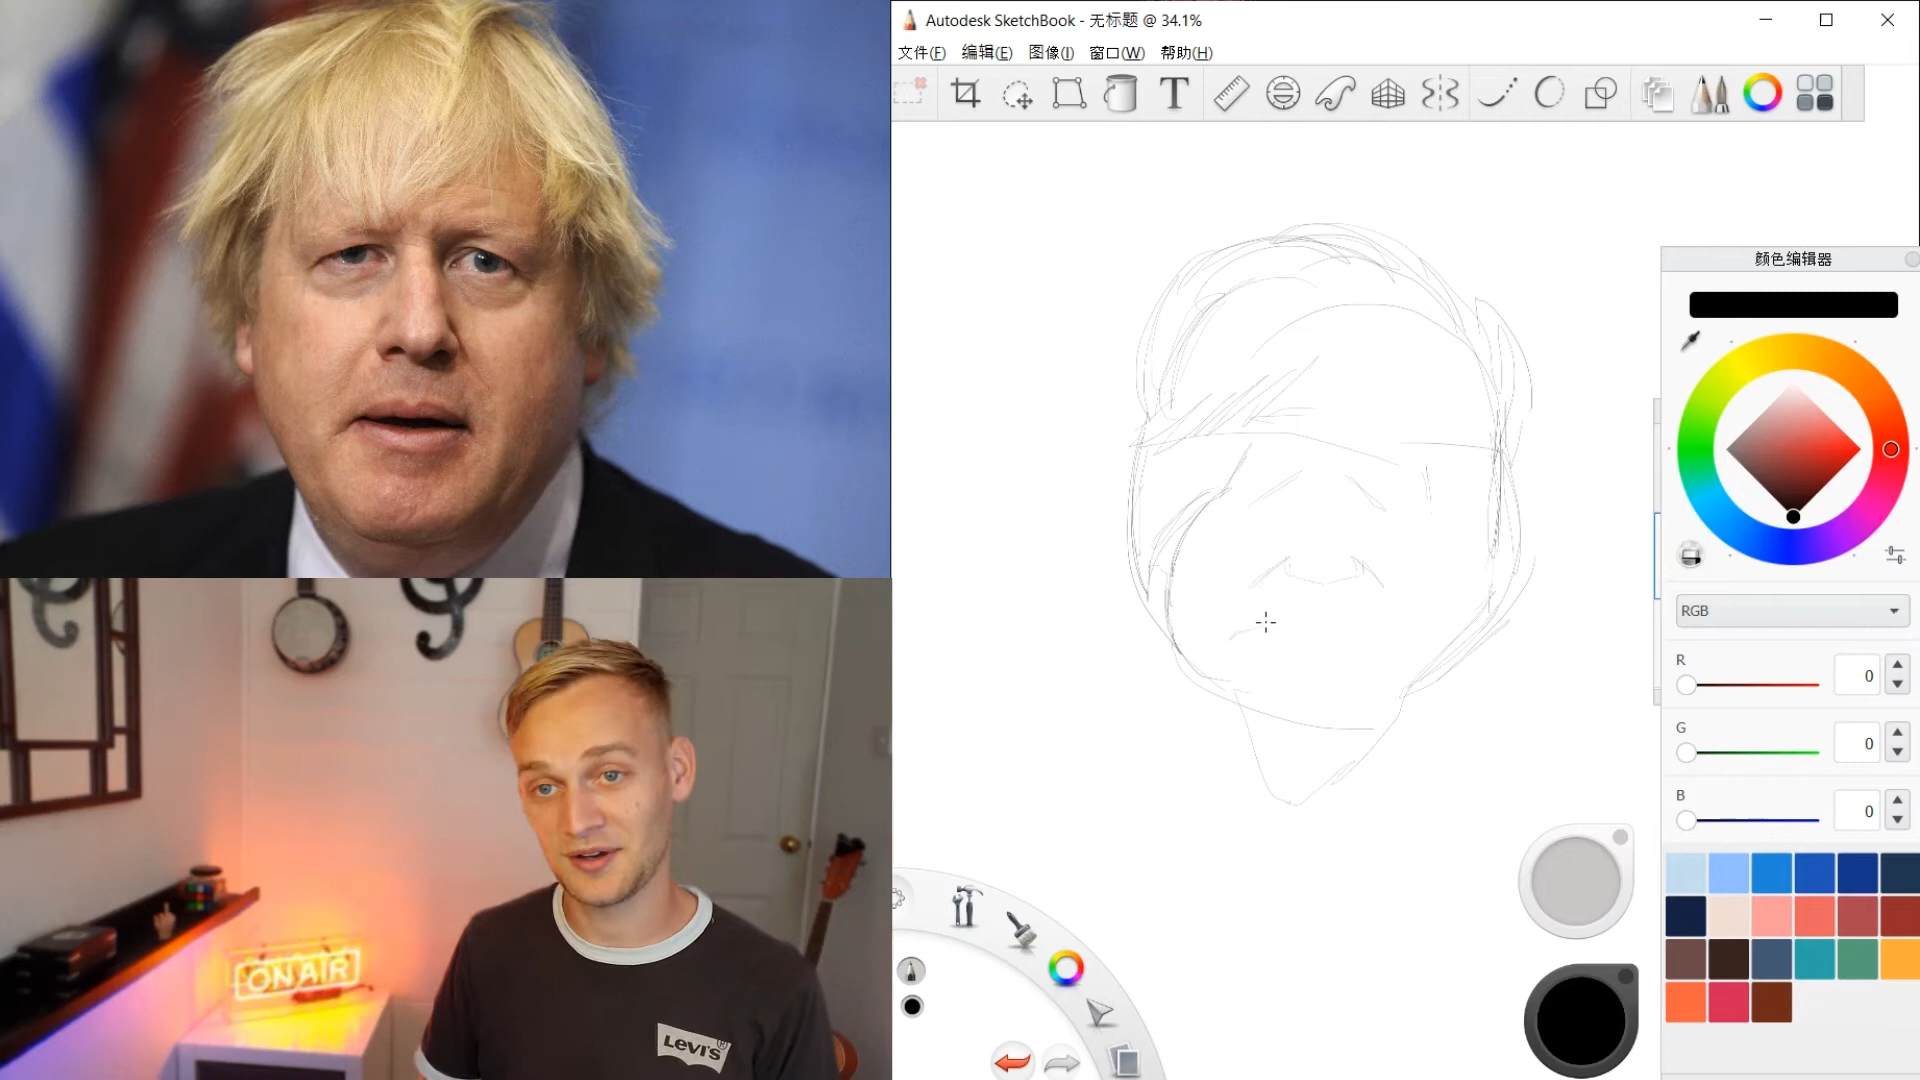 Autodesk SketchBook - 无标题 @ 34.1%
文件(F) 编辑(E) 图像(I) 窗口(W) 帮助(H)
T
颜色编辑器
RGB
R 0
G 0
B 0
ON AIR
Levi's®